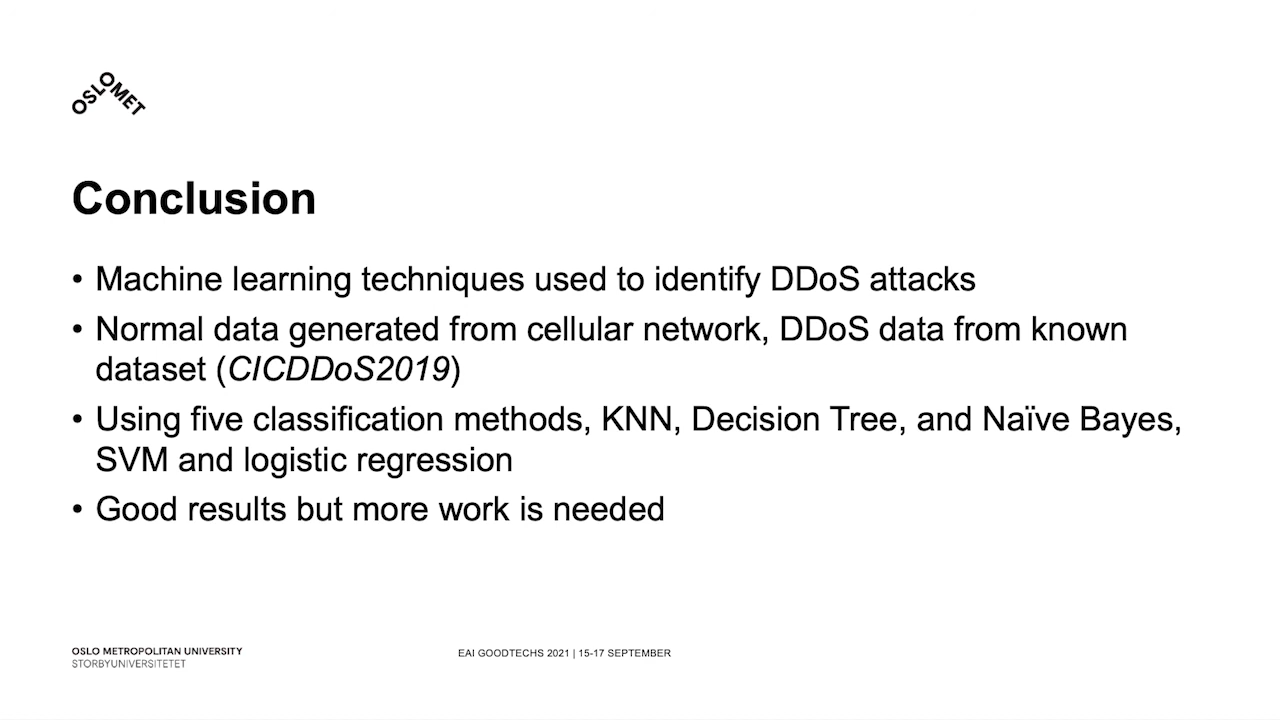 OSLOMET
Conclusion
• Machine learning techniques used to identify DDoS attacks
• Normal data generated from cellular network, DDoS data from known
dataset (CICDDoS2019)
• Using five classification methods, KNN, Decision Tree, and Naïve Bayes,
SVM and logistic regression
• Good results but more work is needed
OSLO METROPOLITAN UNIVERSITY
STORBYUNIVERSITETET
EAI GOODTECHS 2021 | 15-17 SEPTEMBER